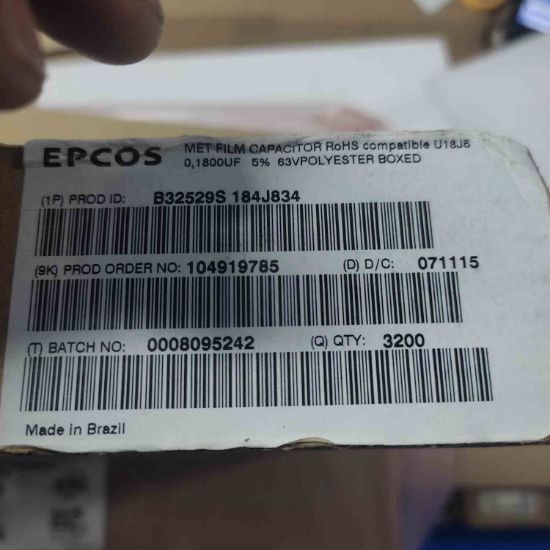 EPCOS MET FILM CAPACITOR RoHS compatible U18J6
0,1800UF 5% 63VPOLYESTER BOXED
(1P) PROD ID: B32529S 184J834
(9K) PROD ORDER NO: 104919785 (D) D/C: 071115
(T) BATCH NO: 0008095242 (Q) QTY: 3200
Made in Brazil